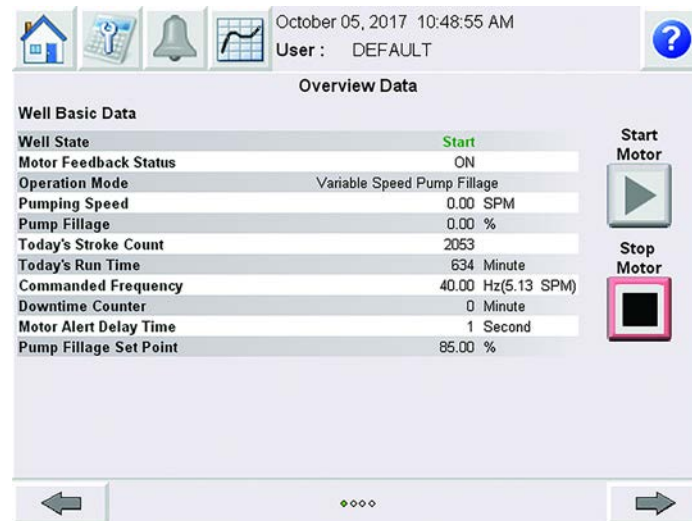 October 05, 2017 10:48:55 AM
User : DEFAULT
?
Overview Data
Well Basic Data
Well State Start
Motor Feedback Status ON
Operation Mode Variable Speed Pump Fillage
Pumping Speed 0.00 SPM
Pump Fillage 0.00 %
Today's Stroke Count 2053
Today's Run Time 634 Minute
Commanded Frequency 40.00 Hz(5.13 SPM)
Downtime Counter 0 Minute
Motor Alert Delay Time 1 Second
Pump Fillage Set Point 85.00 %
Start
Motor
Stop
Motor